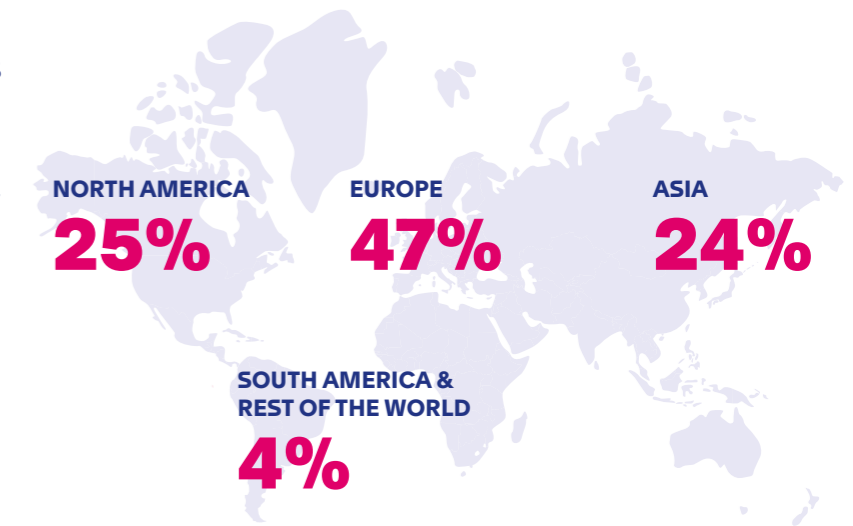 NORTH AMERICA
25%
EUROPE
47%
ASIA
24%
SOUTH AMERICA &
REST OF THE WORLD
4%